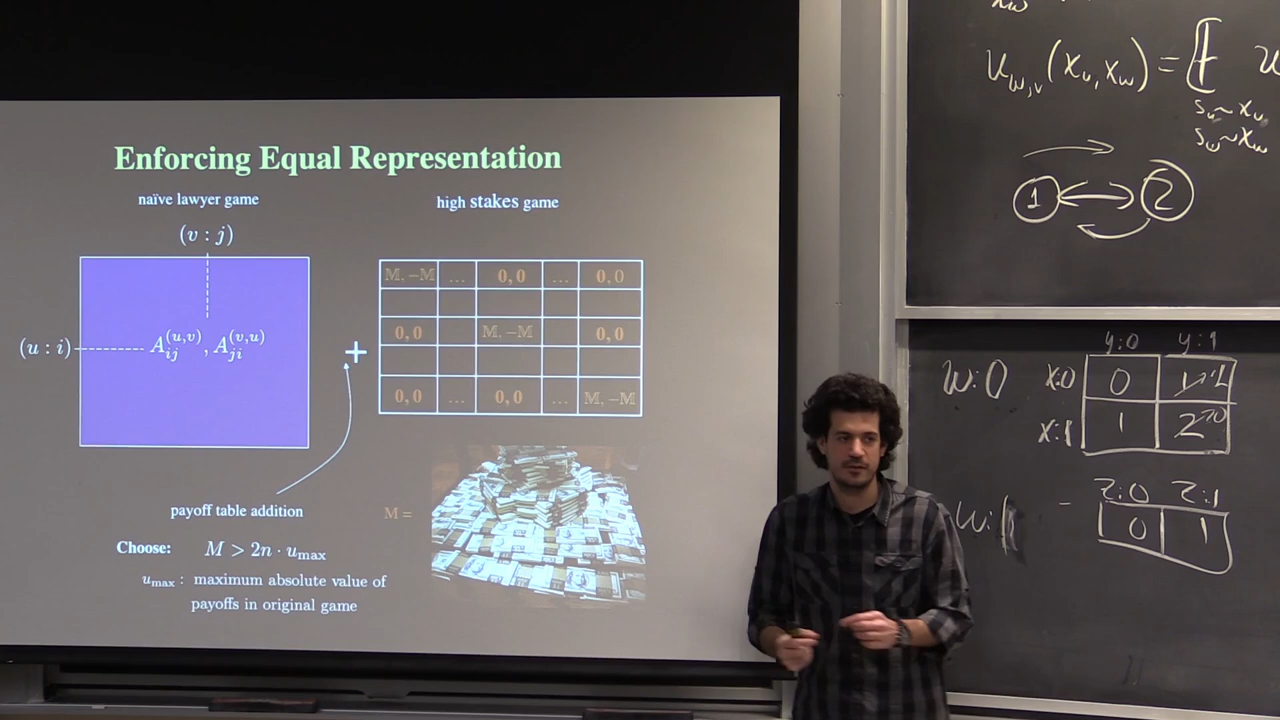 Enforcing Equal Representation
naïve lawyer game
high stakes game
(v : j)
(u : i)
A_{ij}^{(u,v)}, A_{ji}^{(v,u)}
+
M, −M … 0, 0 … 0, 0
0, 0 M, −M 0, 0
0, 0 … 0, 0 … M, −M
payoff table addition
M =
Choose: M > 2n · u_max
u_max : maximum absolute value of
payoffs in original game
u_{w,v}(x_v, x_w) =
s_v ~ x_v
s_w ~ x_w
1 2
y:0 y:1
w:0 x:0 0
x:1 1
z:0 z:1
0 1